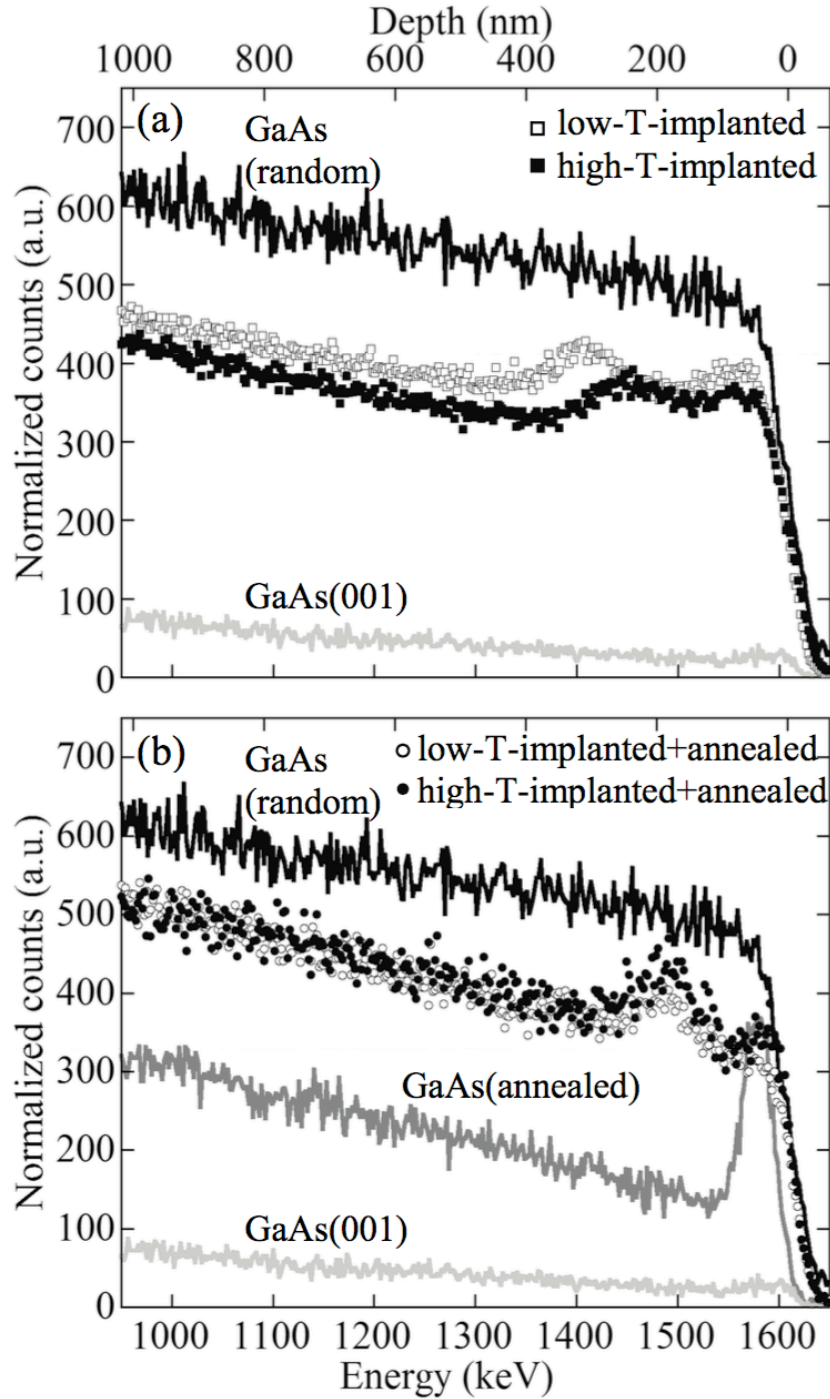 Depth (nm)
1000 800 600 400 200 0
(a) GaAs
(random)
□ low-T-implanted
■ high-T-implanted
700
600
500
400
300
200
100
0
Normalized counts (a.u.)
GaAs(001)
(b) GaAs
(random)
○ low-T-implanted+annealed
● high-T-implanted+annealed
700
600
500
400
300
200
100
0
Normalized counts (a.u.)
GaAs(annealed)
GaAs(001)
1000 1100 1200 1300 1400 1500 1600
Energy (keV)